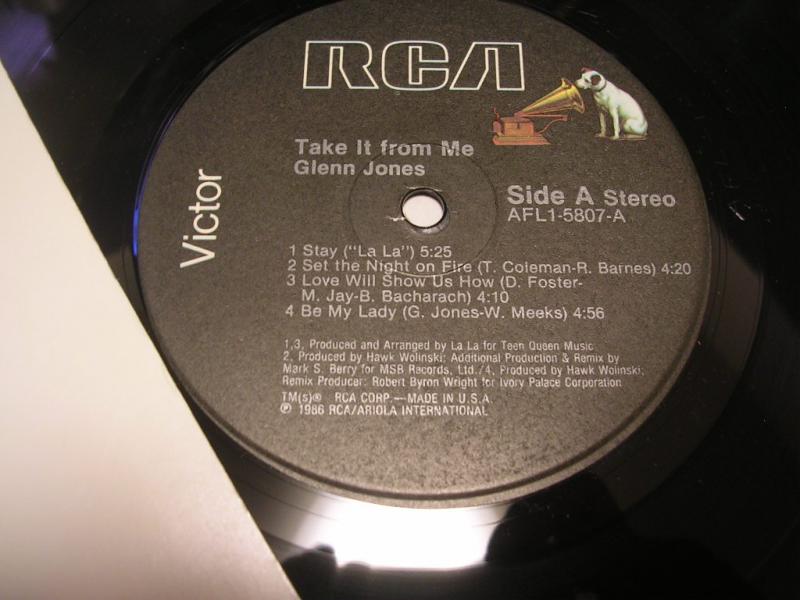 RCA
Take It from Me
Glenn Jones
Victor
Side A Stereo
AFL1-5807-A
1 Stay ("La La") 5:25
2 Set the Night on Fire (T. Coleman-R. Barnes) 4:20
3 Love Will Show Us How (D. Foster-
M. Jay-B. Bacharach) 4:10
4 Be My Lady (G. Jones-W. Meeks) 4:56
1,3, Produced and Arranged by La La for Teen Queen Music
2, Produced by Hawk Wolinski; Additional Production & Remix by
Mark S. Berry for MSB Records, Ltd./4, Produced by Hawk Wolinski;
Remix Producer: Robert Byron Wright for Ivory Palace Corporation
TM(s)® RCA CORP.—MADE IN U.S.A.
℗ 1986 RCA/ARIOLA INTERNATIONAL